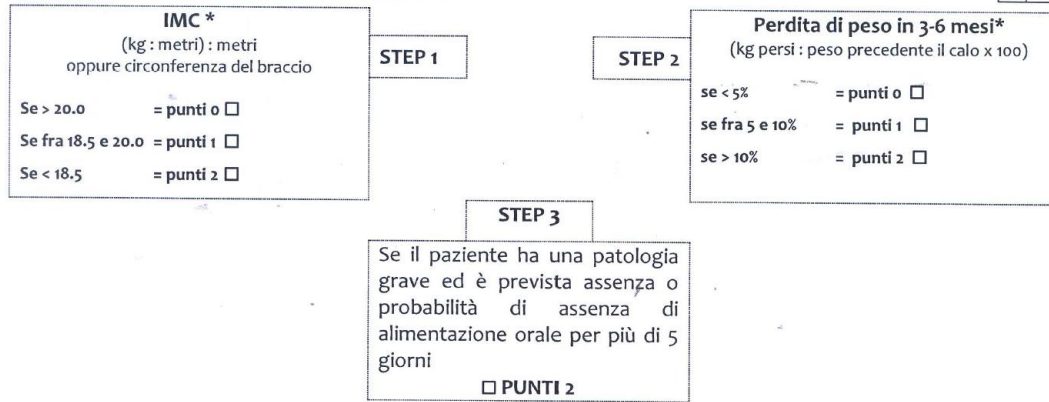 IMC *
(kg : metri) : metri
oppure circonferenza del braccio
Se > 20.0 = punti 0 ☐
Se fra 18.5 e 20.0 = punti 1 ☐
Se < 18.5 = punti 2 ☐
STEP 1
STEP 2
Perdita di peso in 3-6 mesi*
(kg persi : peso precedente il calo x 100)
se < 5% = punti 0 ☐
se fra 5 e 10% = punti 1 ☐
se > 10% = punti 2 ☐
STEP 3
Se il paziente ha una patologia
grave ed è prevista assenza o
probabilità di assenza di
alimentazione orale per più di 5
giorni
☐ PUNTI 2